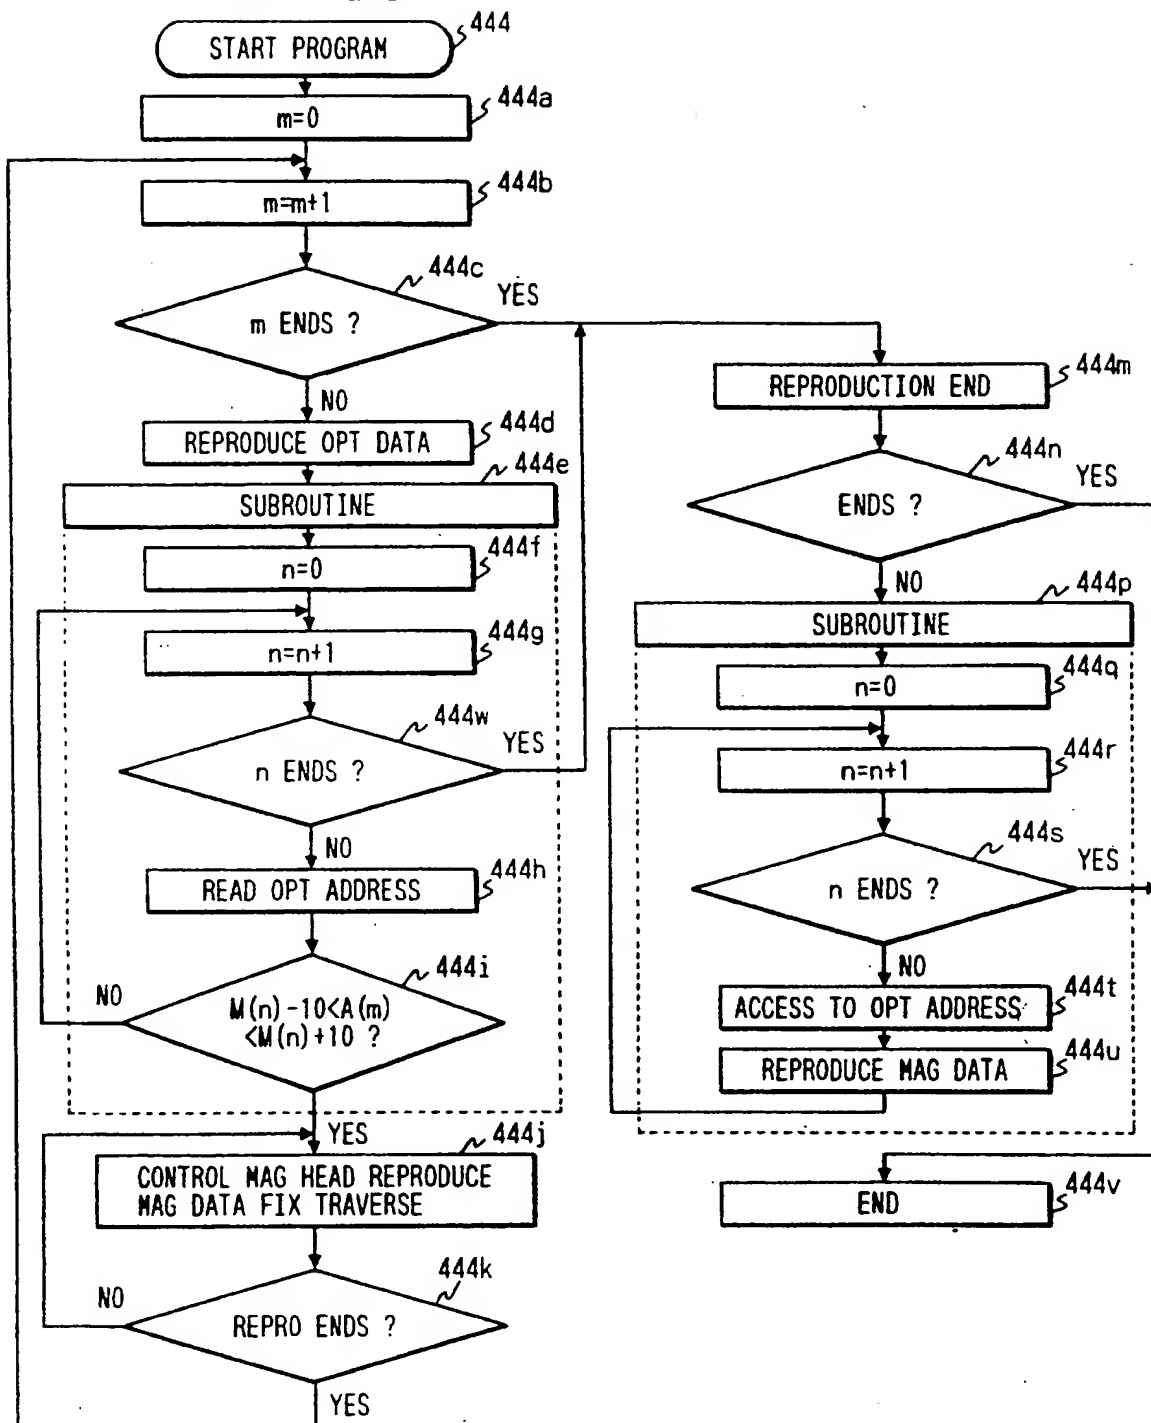 START PROGRAM
444
m=0
444a
m=m+1
444b
m ENDS ?
444c
YES
NO
REPRODUCE OPT DATA
444d
SUBROUTINE
444e
n=0
444f
n=n+1
444g
n ENDS ?
444w
YES
NO
READ OPT ADDRESS
444h
M(n)-10<A(m)
<M(n)+10 ?
444i
NO
YES
CONTROL MAG HEAD REPRODUCE
MAG DATA FIX TRAVERSE
444j
REPRO ENDS ?
444k
NO
YES
REPRODUCTION END
444m
ENDS ?
444n
YES
NO
SUBROUTINE
444p
n=0
444q
n=n+1
444r
n ENDS ?
444s
YES
NO
ACCESS TO OPT ADDRESS
444t
REPRODUCE MAG DATA
444u
END
444v